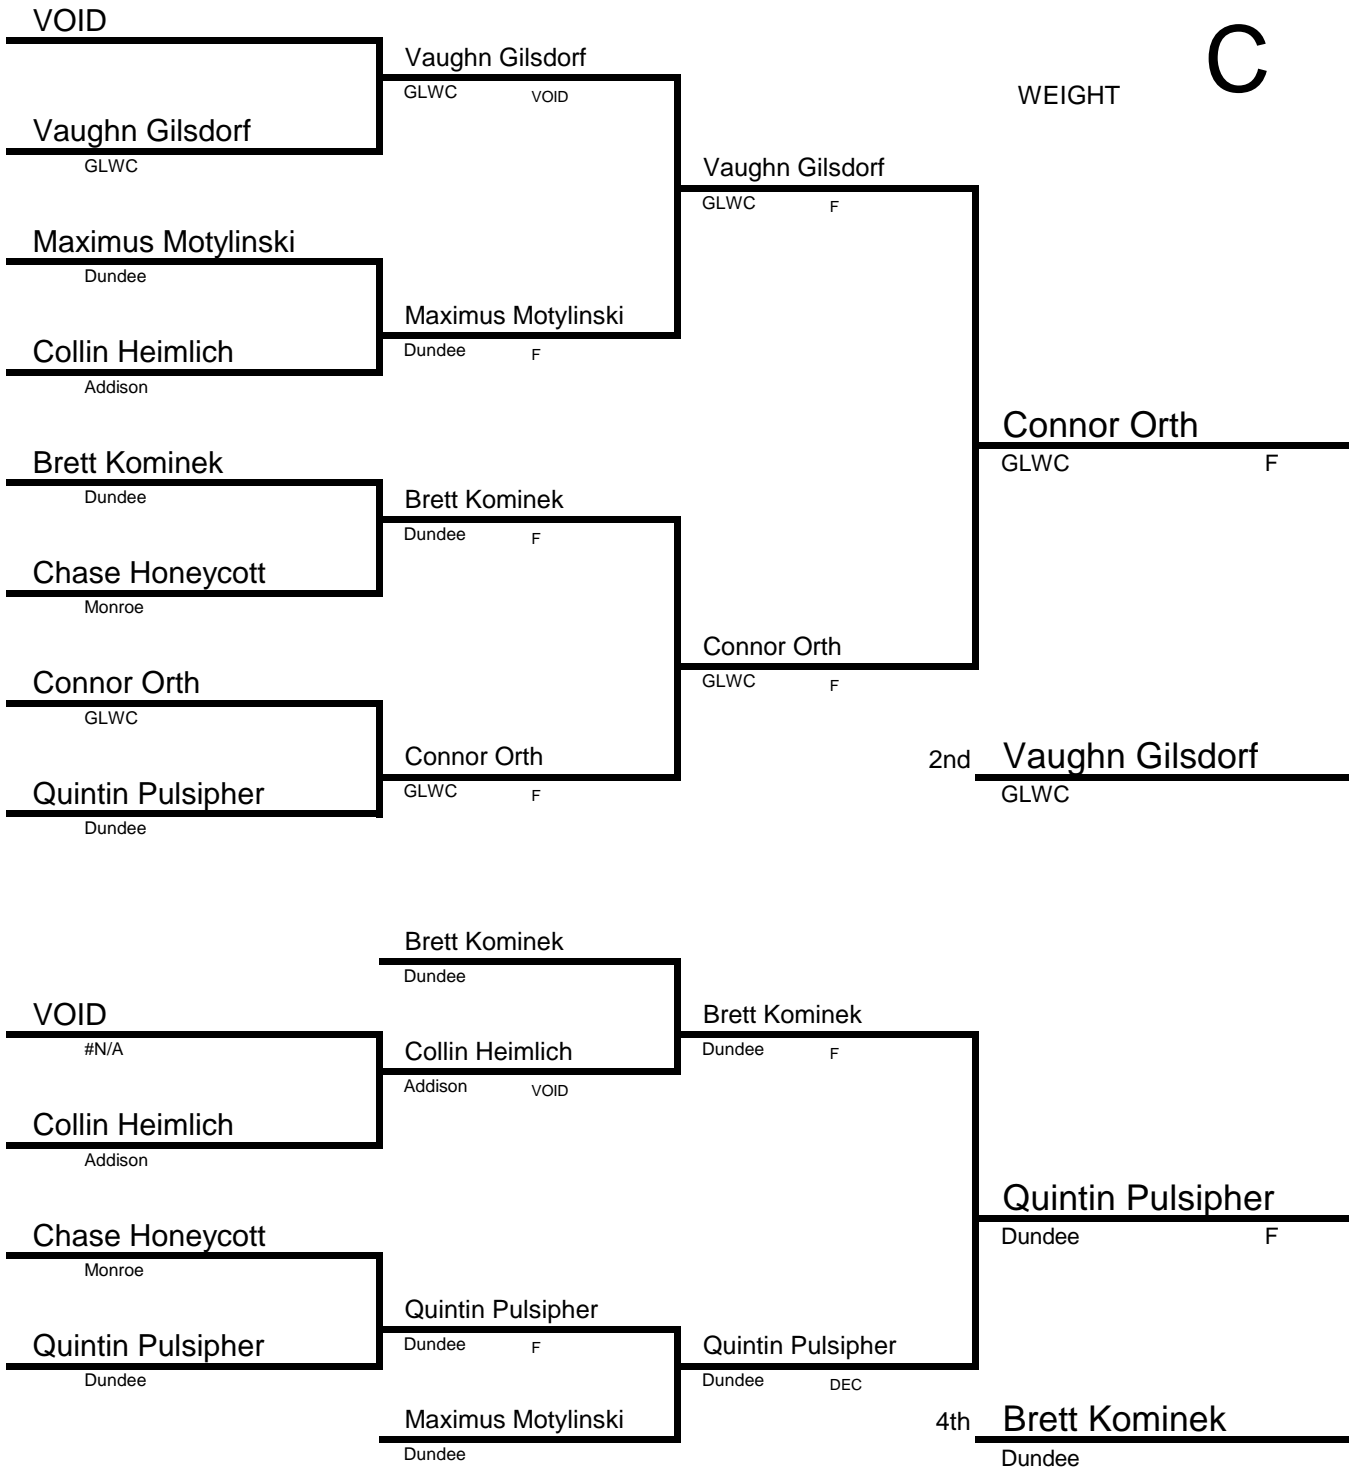 VOID
C
Vaughn Gilsdorf
WEIGHT
GLWC VOID
Vaughn Gilsdorf
GLWC
Vaughn Gilsdorf
GLWC F
Maximus Motylinski
Dundee
Maximus Motylinski
Collin Heimlich
Dundee F
Addison
Connor Orth
Brett Kominek
GLWC F
Dundee
Brett Kominek
Dundee F
Chase Honeycott
Monroe
Connor Orth
Connor Orth
GLWC F
GLWC
Connor Orth
2nd Vaughn Gilsdorf
Quintin Pulsipher
GLWC F
GLWC
Dundee
Brett Kominek
Dundee
VOID
Brett Kominek
#N/A
Dundee F
Collin Heimlich
Addison VOID
Collin Heimlich
Addison
Quintin Pulsipher
Chase Honeycott
Dundee F
Monroe
Quintin Pulsipher
Dundee F
Quintin Pulsipher
Quintin Pulsipher
Dundee
Dundee DEC
Maximus Motylinski
4th Brett Kominek
Dundee
Dundee